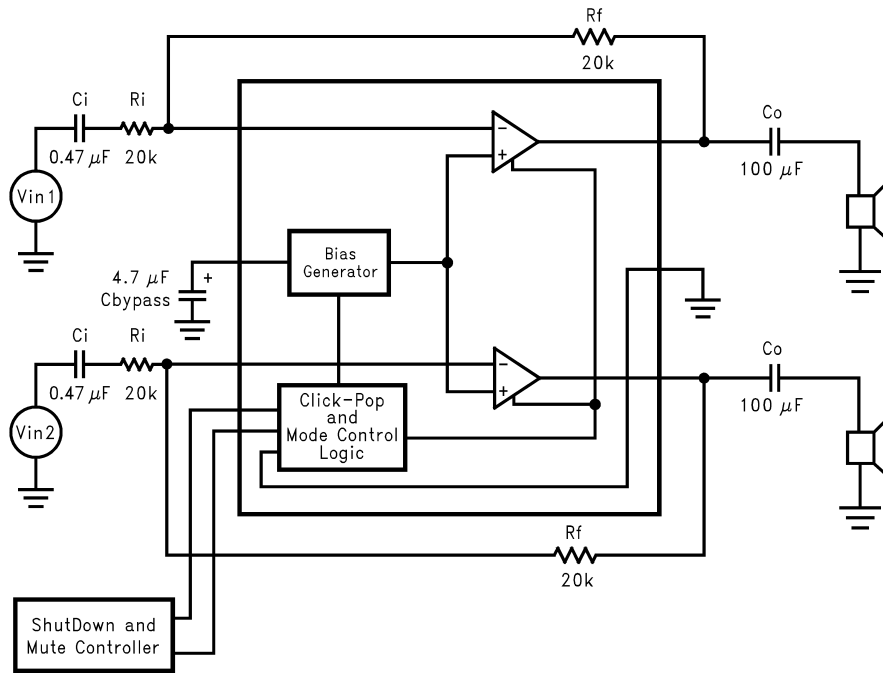 Rf
20k
Ci
Ri
Co
0.47 μF
20k
−
+
100 μF
Vin1
Bias
Generator
4.7 μF
+
Cbypass
Ci
Ri
Co
0.47 μF
20k
−
+
100 μF
Click-Pop
and
Mode Control
Logic
Vin2
Rf
20k
ShutDown and
Mute Controller